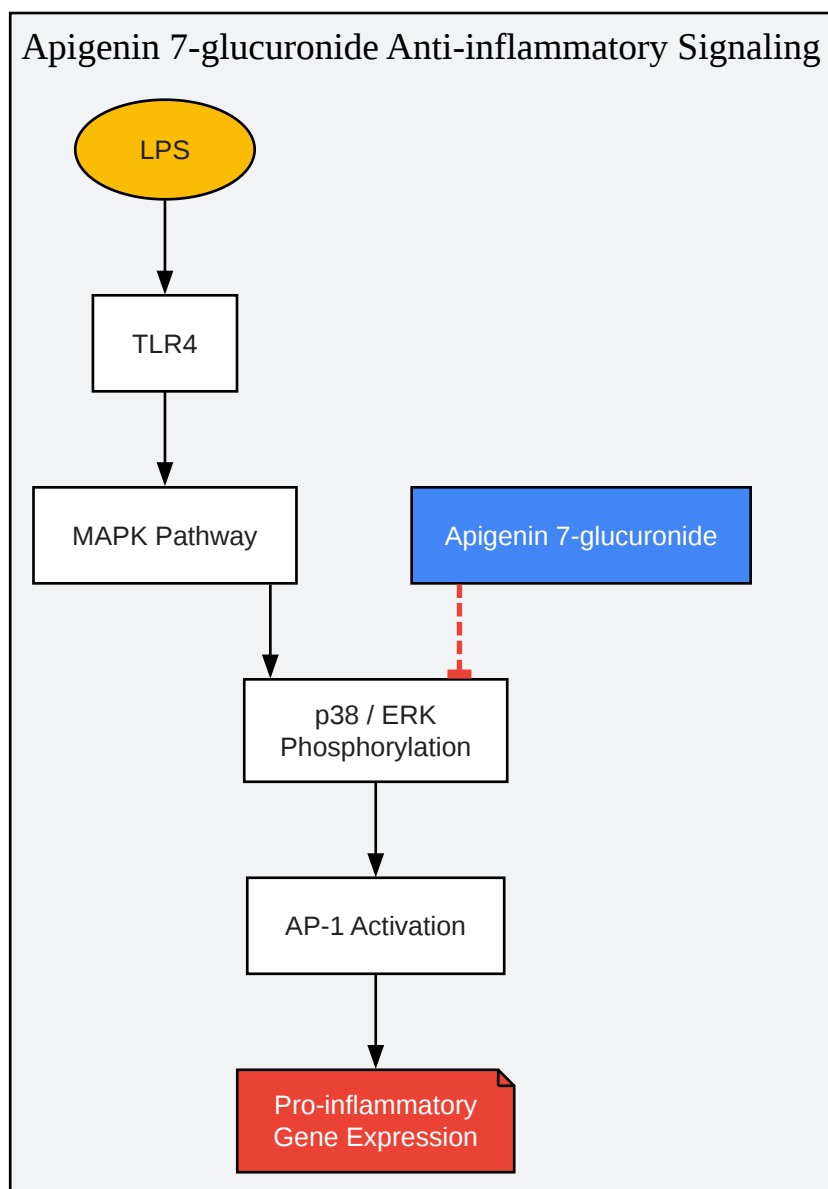 Apigenin 7-glucuronide Anti-inflammatory Signaling
LPS
TLR4
MAPK Pathway
Apigenin 7-glucuronide
p38 / ERK
Phosphorylation
AP-1 Activation
Pro-inflammatory
Gene Expression